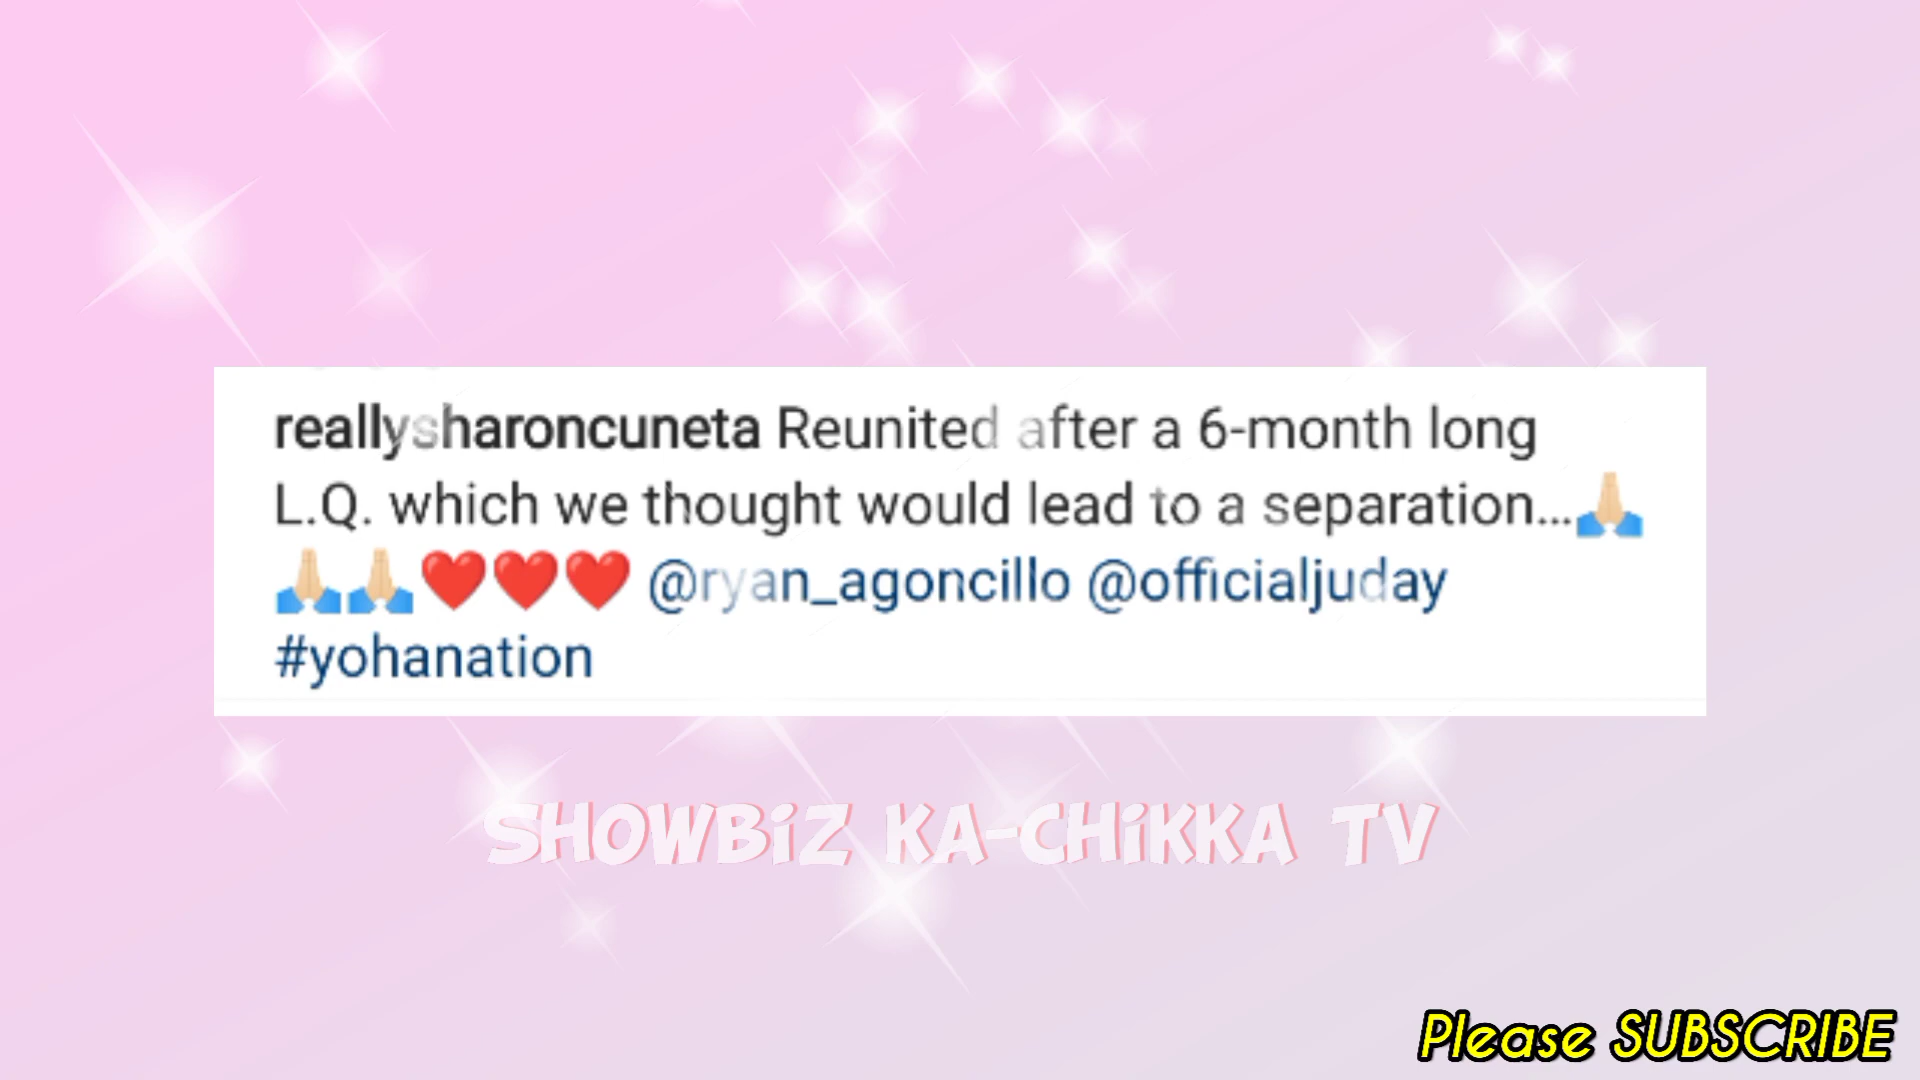 reallysharoncuneta Reunited after a 6-month long
L.Q. which we thought would lead to a separation...🙏🏻
🙏🏻🙏🏻❤️❤️❤️ @ryan_agoncillo @officialjuday
#yohanation
SHOWBiZ KA-CHiKKA TV
Please SUBSCRIBE